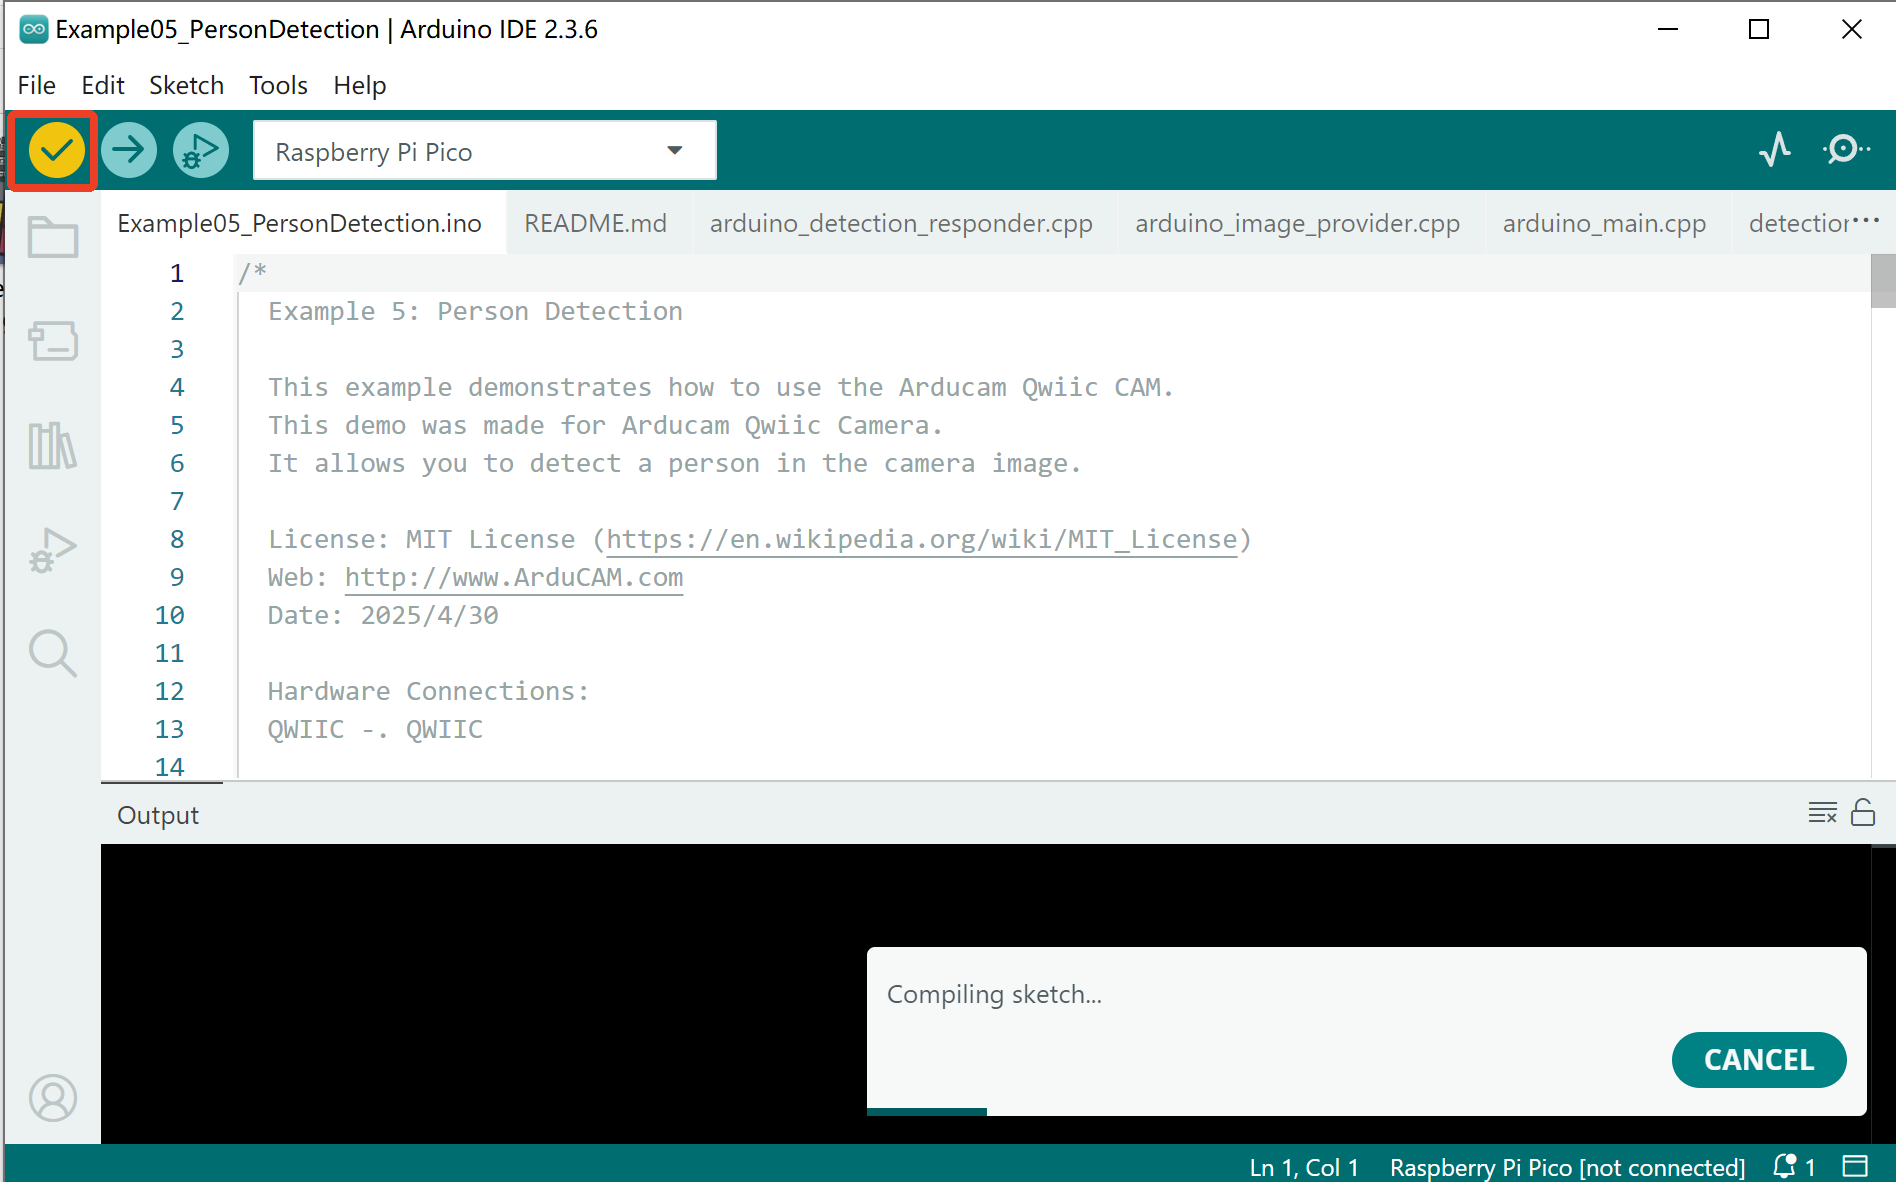 Example05_PersonDetection | Arduino IDE 2.3.6
File Edit Sketch Tools Help
Raspberry Pi Pico
Example05_PersonDetection.ino README.md arduino_detection_responder.cpp arduino_image_provider.cpp arduino_main.cpp detection ...
1 /*
2 Example 5: Person Detection
3
4 This example demonstrates how to use the Arducam Qwiic CAM.
5 This demo was made for Arducam Qwiic Camera.
6 It allows you to detect a person in the camera image.
7
8 License: MIT License (https://en.wikipedia.org/wiki/MIT_License)
9 Web: http://www.ArduCAM.com
10 Date: 2025/4/30
11
12 Hardware Connections:
13 QWIIC -. QWIIC
14
Output
Compiling sketch...
CANCEL
Ln 1, Col 1 Raspberry Pi Pico [not connected] 1